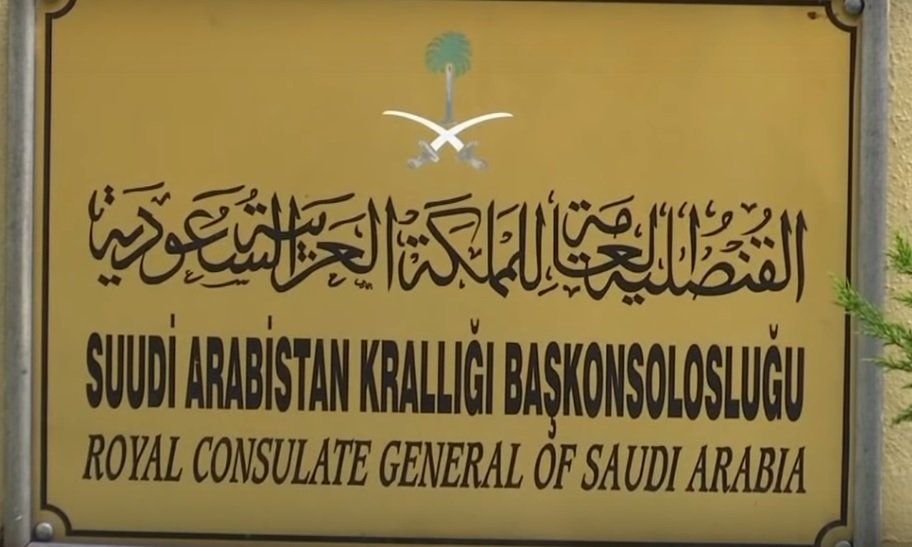 القنصلية العامة للمملكة العربية السعودية
SUUDİ ARABİSTAN KRALLIĞI BAŞKONSOLOSLUĞU
ROYAL CONSULATE GENERAL OF SAUDI ARABIA